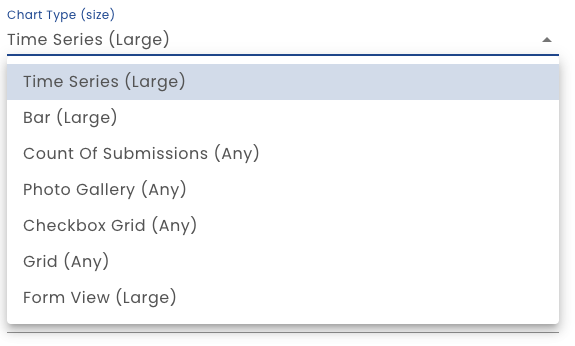 Chart Type (size)
Time Series (Large)
Time Series (Large)
Bar (Large)
Count Of Submissions (Any)
Photo Gallery (Any)
Checkbox Grid (Any)
Grid (Any)
Form View (Large)